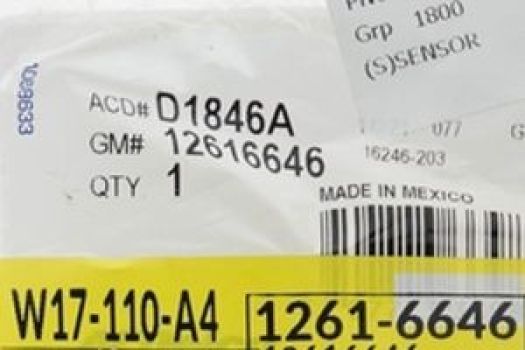 Grp 1800
(S)SENSOR
ACD# D1846A
GM# 12616646
QTY 1
077
16246-203
MADE IN MEXICO
W17-110-A4
1261-6646
12616646